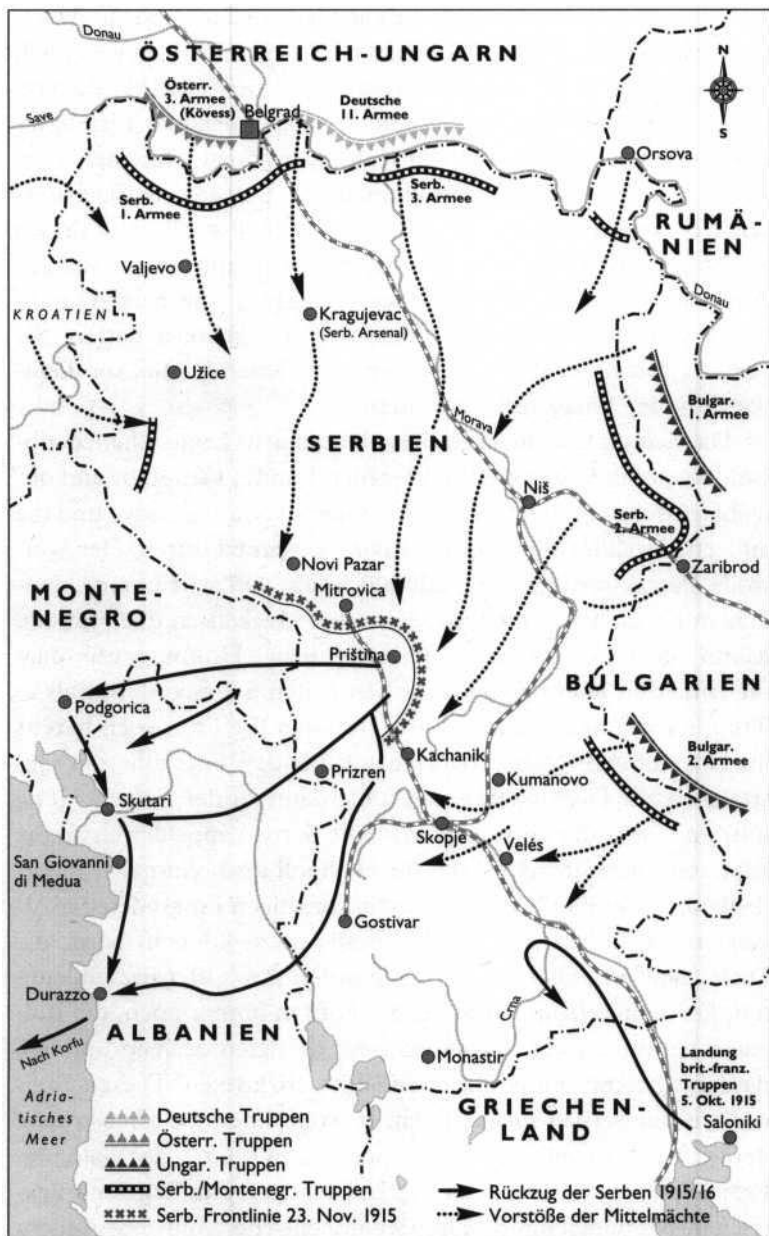 Donau
ÖSTERREICH-UNGARN
N
S
Österr.
3. Armee
(Kövess)
Belgrad
Deutsche
11. Armee
Save
Orsova
Serb.
1. Armee
Serb.
3. Armee
RUMÄ-
NIEN
Valjevo
Donau
KROATIEN
Kragujevac
(Serb. Arsenal)
Užice
Bulgar.
1. Armee
Morava
SERBIEN
Niš
Serb.
2. Armee
Zaribrod
Novi Pazar
Mitrovica
MONTE-
NEGRO
Priština
BULGARIEN
Podgorica
Bulgar.
2. Armee
Kachanik
Prizren
Kumanovo
Skutari
Skopje
San Giovanni
di Medua
Velés
Gostivar
Durazzo
Crna
ALBANIEN
Nach Korfu
Monastir
Landung
brit.-franz.
Truppen
5. Okt. 1915
Saloniki
Adria-
tisches
Meer
GRIECHEN-
LAND
Deutsche Truppen
Österr. Truppen
Ungar. Truppen
Serb./Montenegr. Truppen
Serb. Frontlinie 23. Nov. 1915
Rückzug der Serben 1915/16
Vorstöße der Mittelmächte